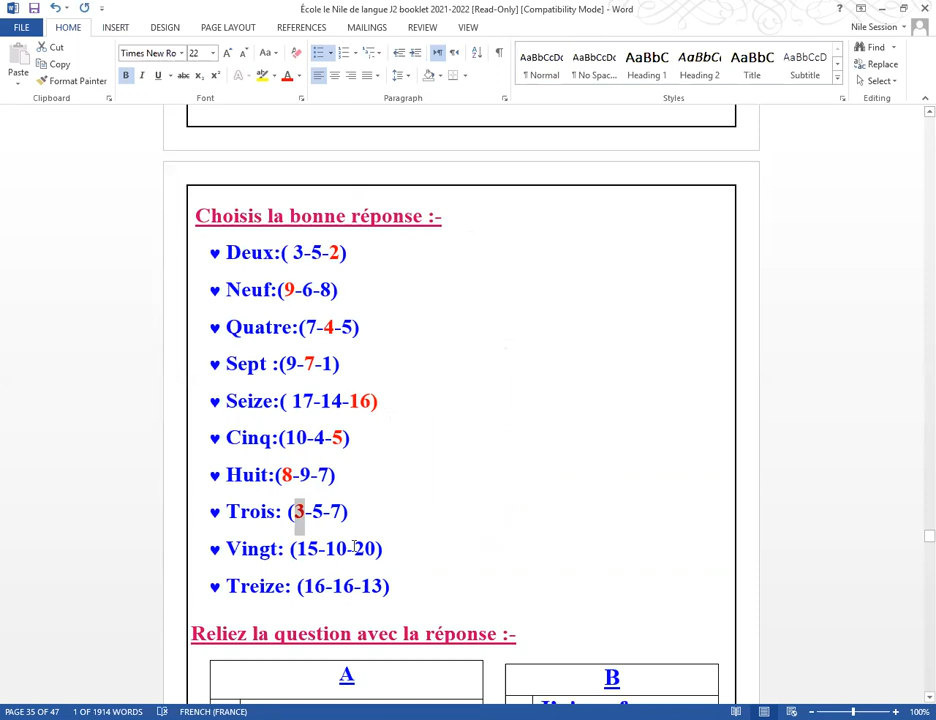 École le Nile de langue J2 booklet 2021-2022 [Read-Only] [Compatibility Mode] - Word
FILE HOME INSERT DESIGN PAGE LAYOUT REFERENCES MAILINGS REVIEW VIEW Nile Session
Paste Cut Copy Format Painter
Times New Ro 22
AaBbCcDc ¶ Normal AaBbCcDc ¶ No Spac... AaBbC Heading 1 AaBbC Heading 2 AaBbC Title AaBbCcD Subtitle
Find Replace Select
Clipboard Font Paragraph Styles Editing
Choisis la bonne réponse :-
♥ Deux:( 3-5-2)
♥ Neuf:(9-6-8)
♥ Quatre:(7-4-5)
♥ Sept :(9-7-1)
♥ Seize:( 17-14-16)
♥ Cinq:(10-4-5)
♥ Huit:(8-9-7)
♥ Trois: (3-5-7)
♥ Vingt: (15-10-20)
♥ Treize: (16-16-13)
Reliez la question avec la réponse :-
A B
PAGE 35 OF 47 1 OF 1914 WORDS FRENCH (FRANCE) 100%